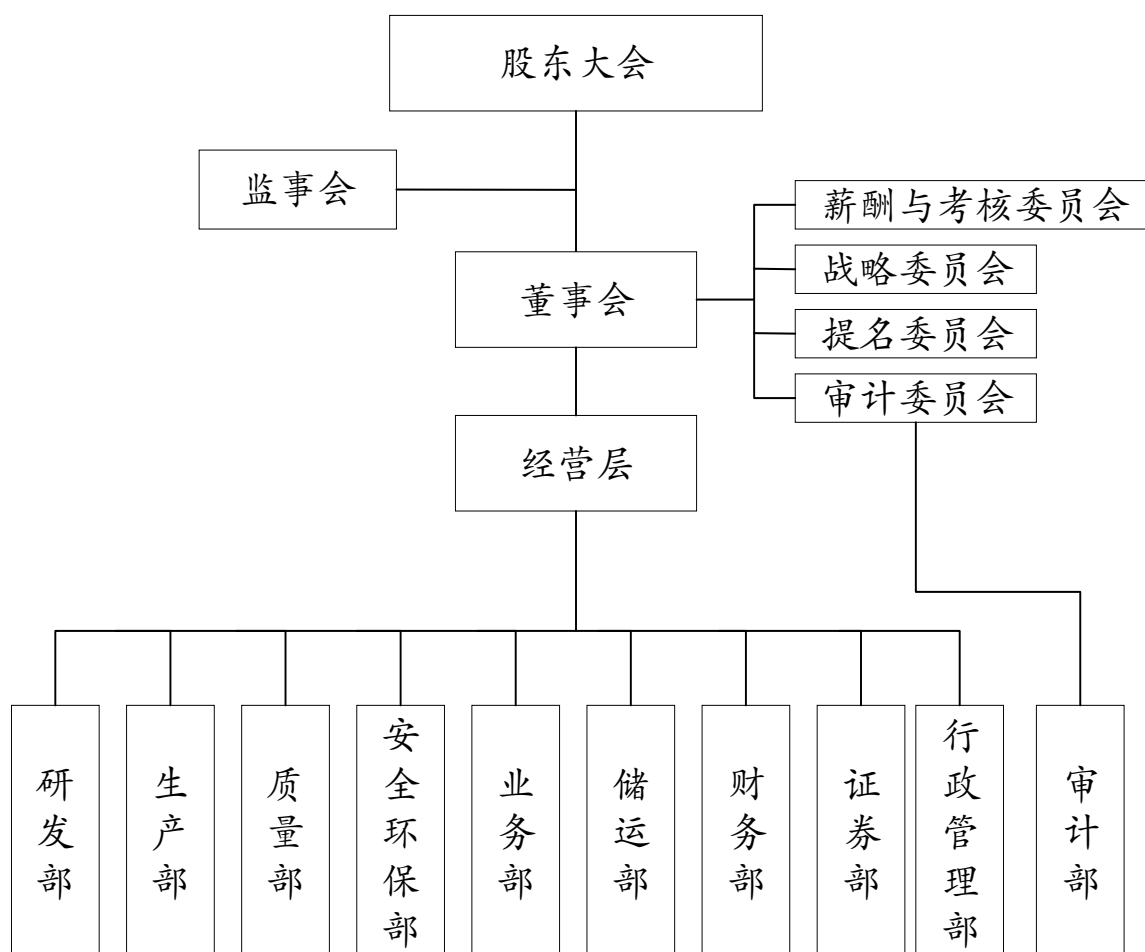 股东大会
监事会
薪酬与考核委员会
战略委员会
董事会
提名委员会
审计委员会
经营层
研发部
生产部
质量部
安全环保部
业务部
储运部
财务部
证券部
行政管理部
审计部